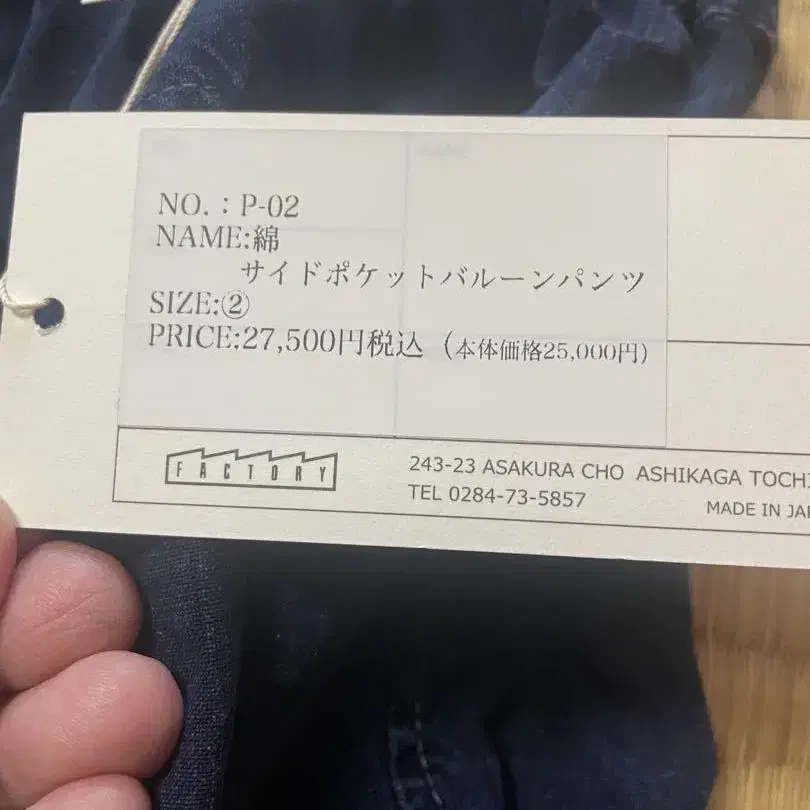 NO.：P-02
NAME:綿
サイドポケットバルーンパンツ
SIZE:②
PRICE:27,500円税込（本体価格25,000円）
FACTORY
243-23 ASAKURA CHO ASHIKAGA TOCHI
TEL 0284-73-5857
MADE IN JAP